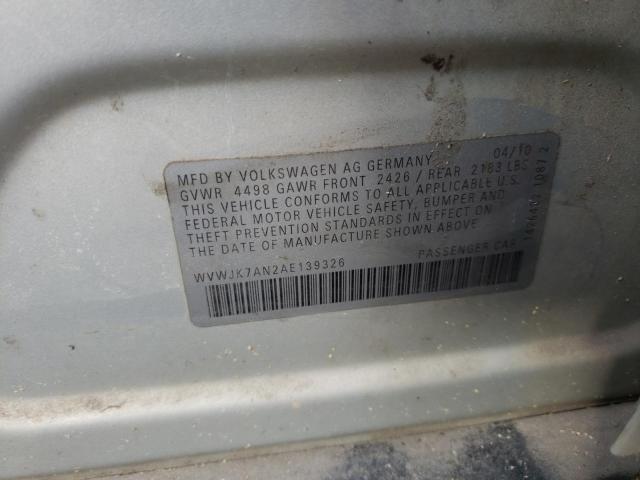 MFD BY VOLKSWAGEN AG GERMANY 04/10
GVWR 4498 GAWR FRONT 2426 / REAR 2183 LBS
THIS VEHICLE CONFORMS TO ALL APPLICABLE U.S.
FEDERAL MOTOR VEHICLE SAFETY, BUMPER AND
THEFT PREVENTION STANDARDS IN EFFECT ON
THE DATE OF MANUFACTURE SHOWN ABOVE
WVWJK7AN2AE139326 PASSENGER CAR
1087 2